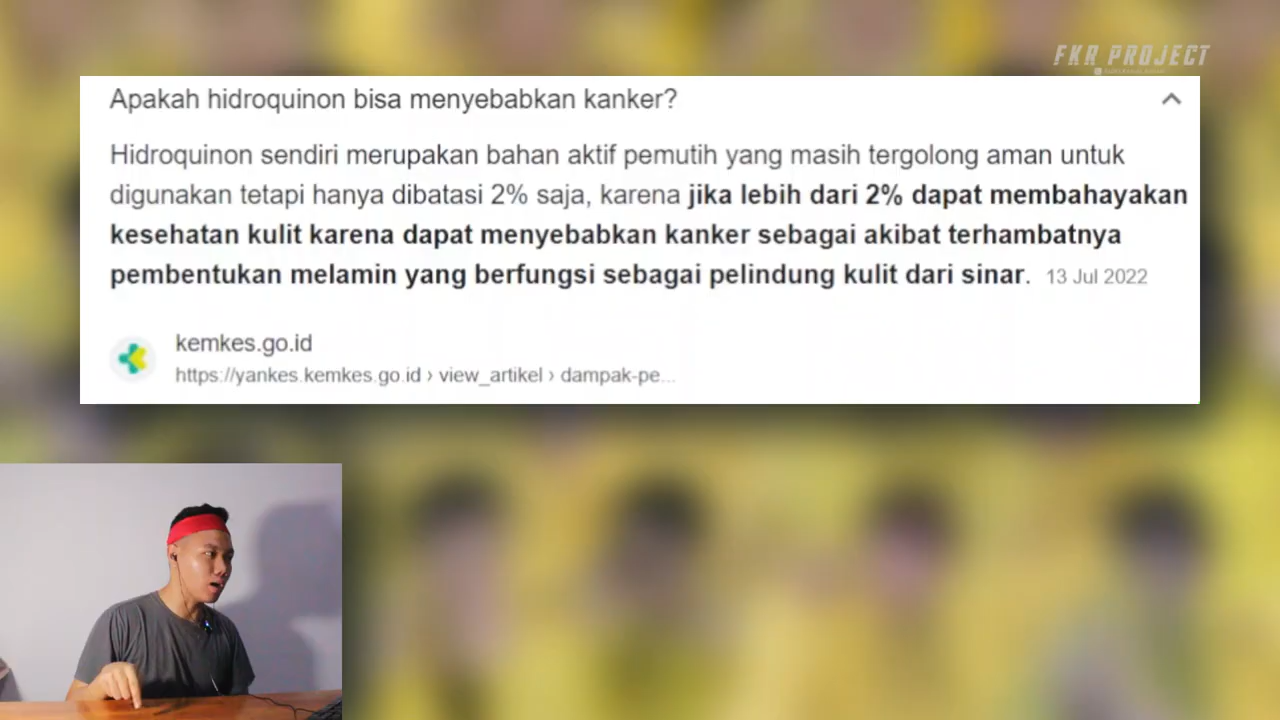 FKR PROJECT
Apakah hidroquinon bisa menyebabkan kanker?
Hidroquinon sendiri merupakan bahan aktif pemutih yang masih tergolong aman untuk
digunakan tetapi hanya dibatasi 2% saja, karena jika lebih dari 2% dapat membahayakan
kesehatan kulit karena dapat menyebabkan kanker sebagai akibat terhambatnya
pembentukan melamin yang berfungsi sebagai pelindung kulit dari sinar. 13 Jul 2022
kemkes.go.id
https://yankes.kemkes.go.id › view_artikel › dampak-pe...